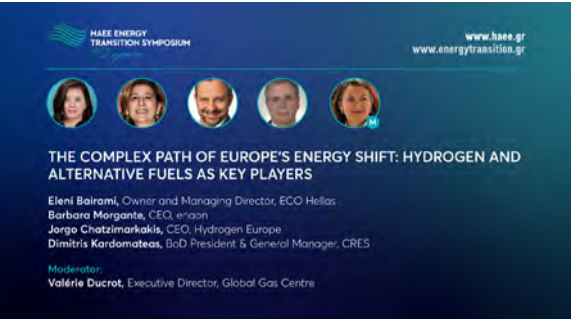 HAEE ENERGY
TRANSITION SYMPOSIUM
www.haee.gr
www.energytransition.gr
M
THE COMPLEX PATH OF EUROPE'S ENERGY SHIFT: HYDROGEN AND
ALTERNATIVE FUELS AS KEY PLAYERS
Eleni Bairami, Owner and Managing Director, ECO Hellas
Barbara Morgante, CEO, enaon
Jorgo Chatzimarkakis, CEO, Hydrogen Europe
Dimitris Kardomateas, BoD President & General Manager, CRES
Moderator:
Valérie Ducrot, Executive Director, Global Gas Centre